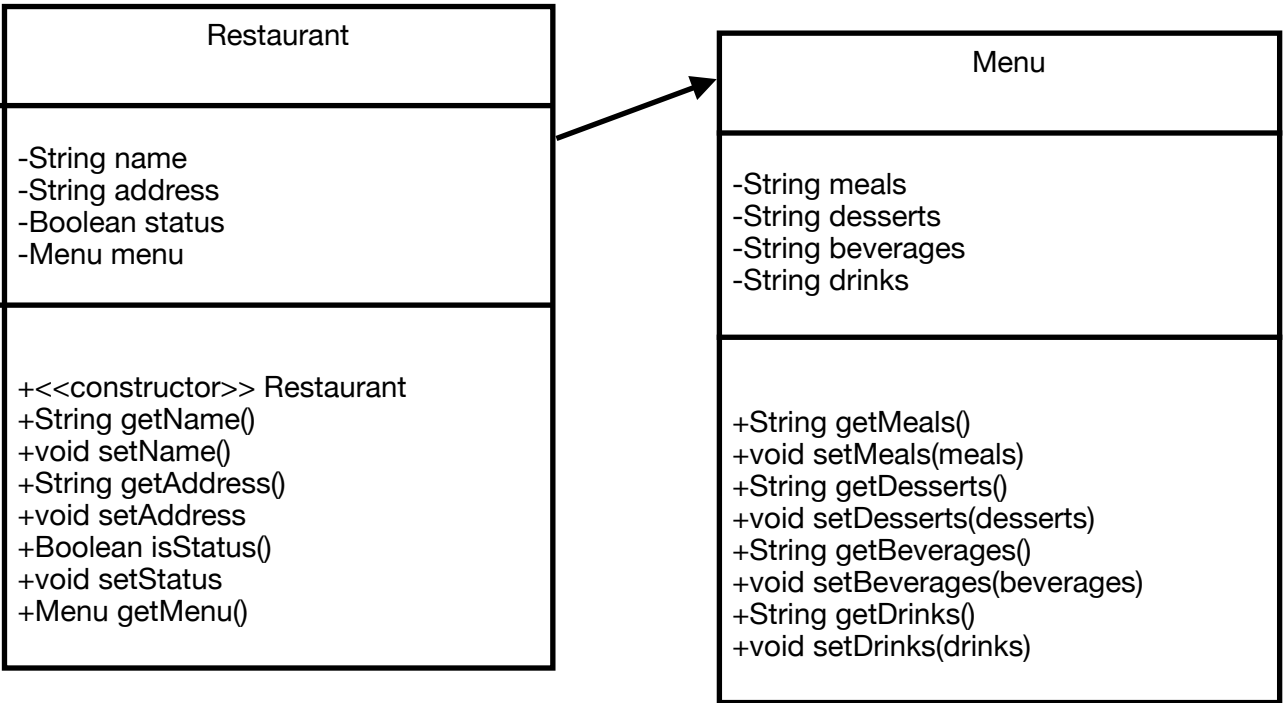 Restaurant
-String name
-String address
-Boolean status
-Menu menu
+<<constructor>> Restaurant
+String getName()
+void setName()
+String getAddress()
+void setAddress
+Boolean isStatus()
+void setStatus
+Menu getMenu()
Menu
-String meals
-String desserts
-String beverages
-String drinks
+String getMeals()
+void setMeals(meals)
+String getDesserts()
+void setDesserts(desserts)
+String getBeverages()
+void setBeverages(beverages)
+String getDrinks()
+void setDrinks(drinks)